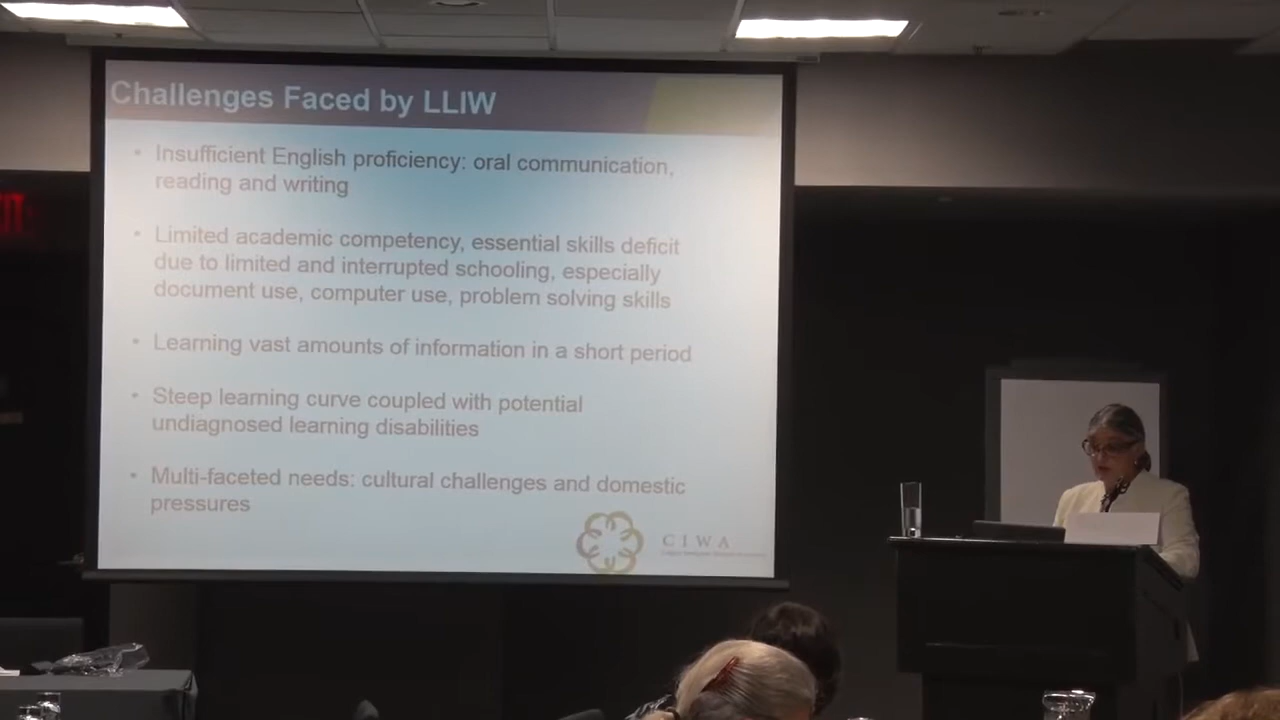 Challenges Faced by LLIW
• Insufficient English proficiency: oral communication,
reading and writing
• Limited academic competency, essential skills deficit
due to limited and interrupted schooling, especially
document use, computer use, problem solving skills
• Learning vast amounts of information in a short period
• Steep learning curve coupled with potential
undiagnosed learning disabilities
• Multi-faceted needs: cultural challenges and domestic
pressures
CIWA